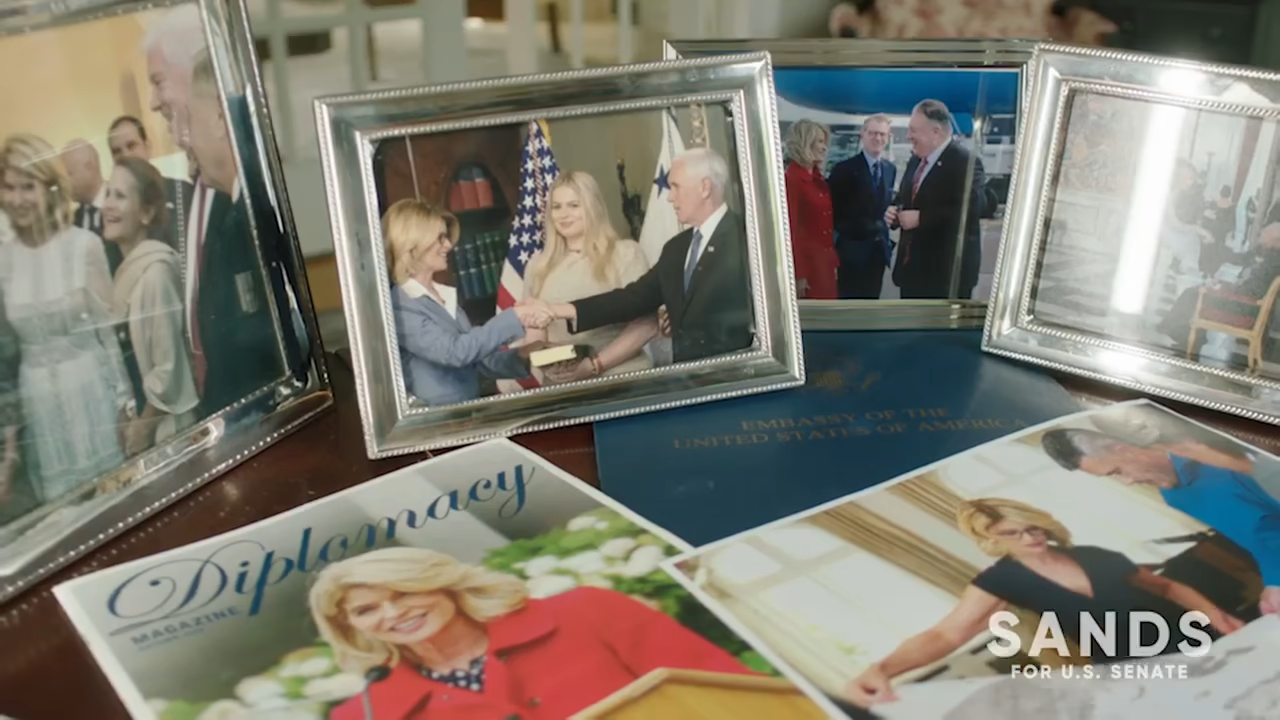 EMBASSY OF THE
UNITED STATES OF AMERICA
Diplomacy
MAGAZINE
SANDS
FOR U.S. SENATE